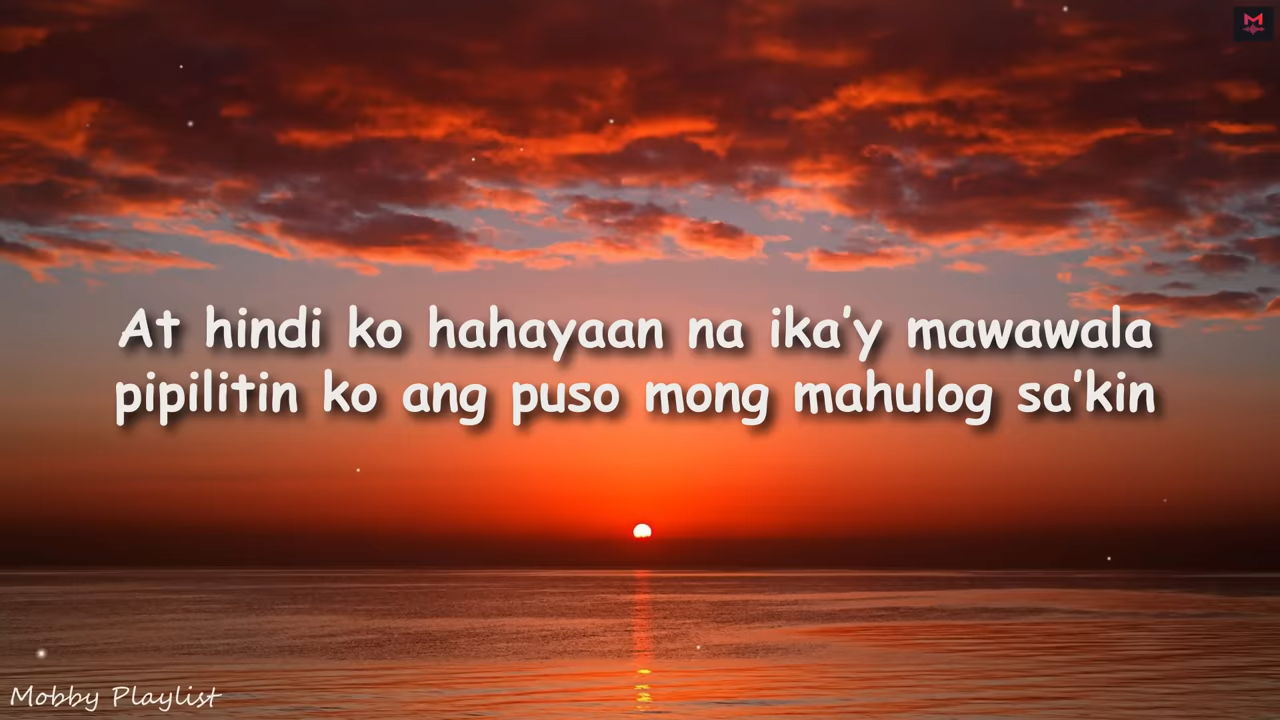 At hindi ko hahayaan na ika'y mawawala
pipilitin ko ang puso mong mahulog sa'kin
Mobby Playlist